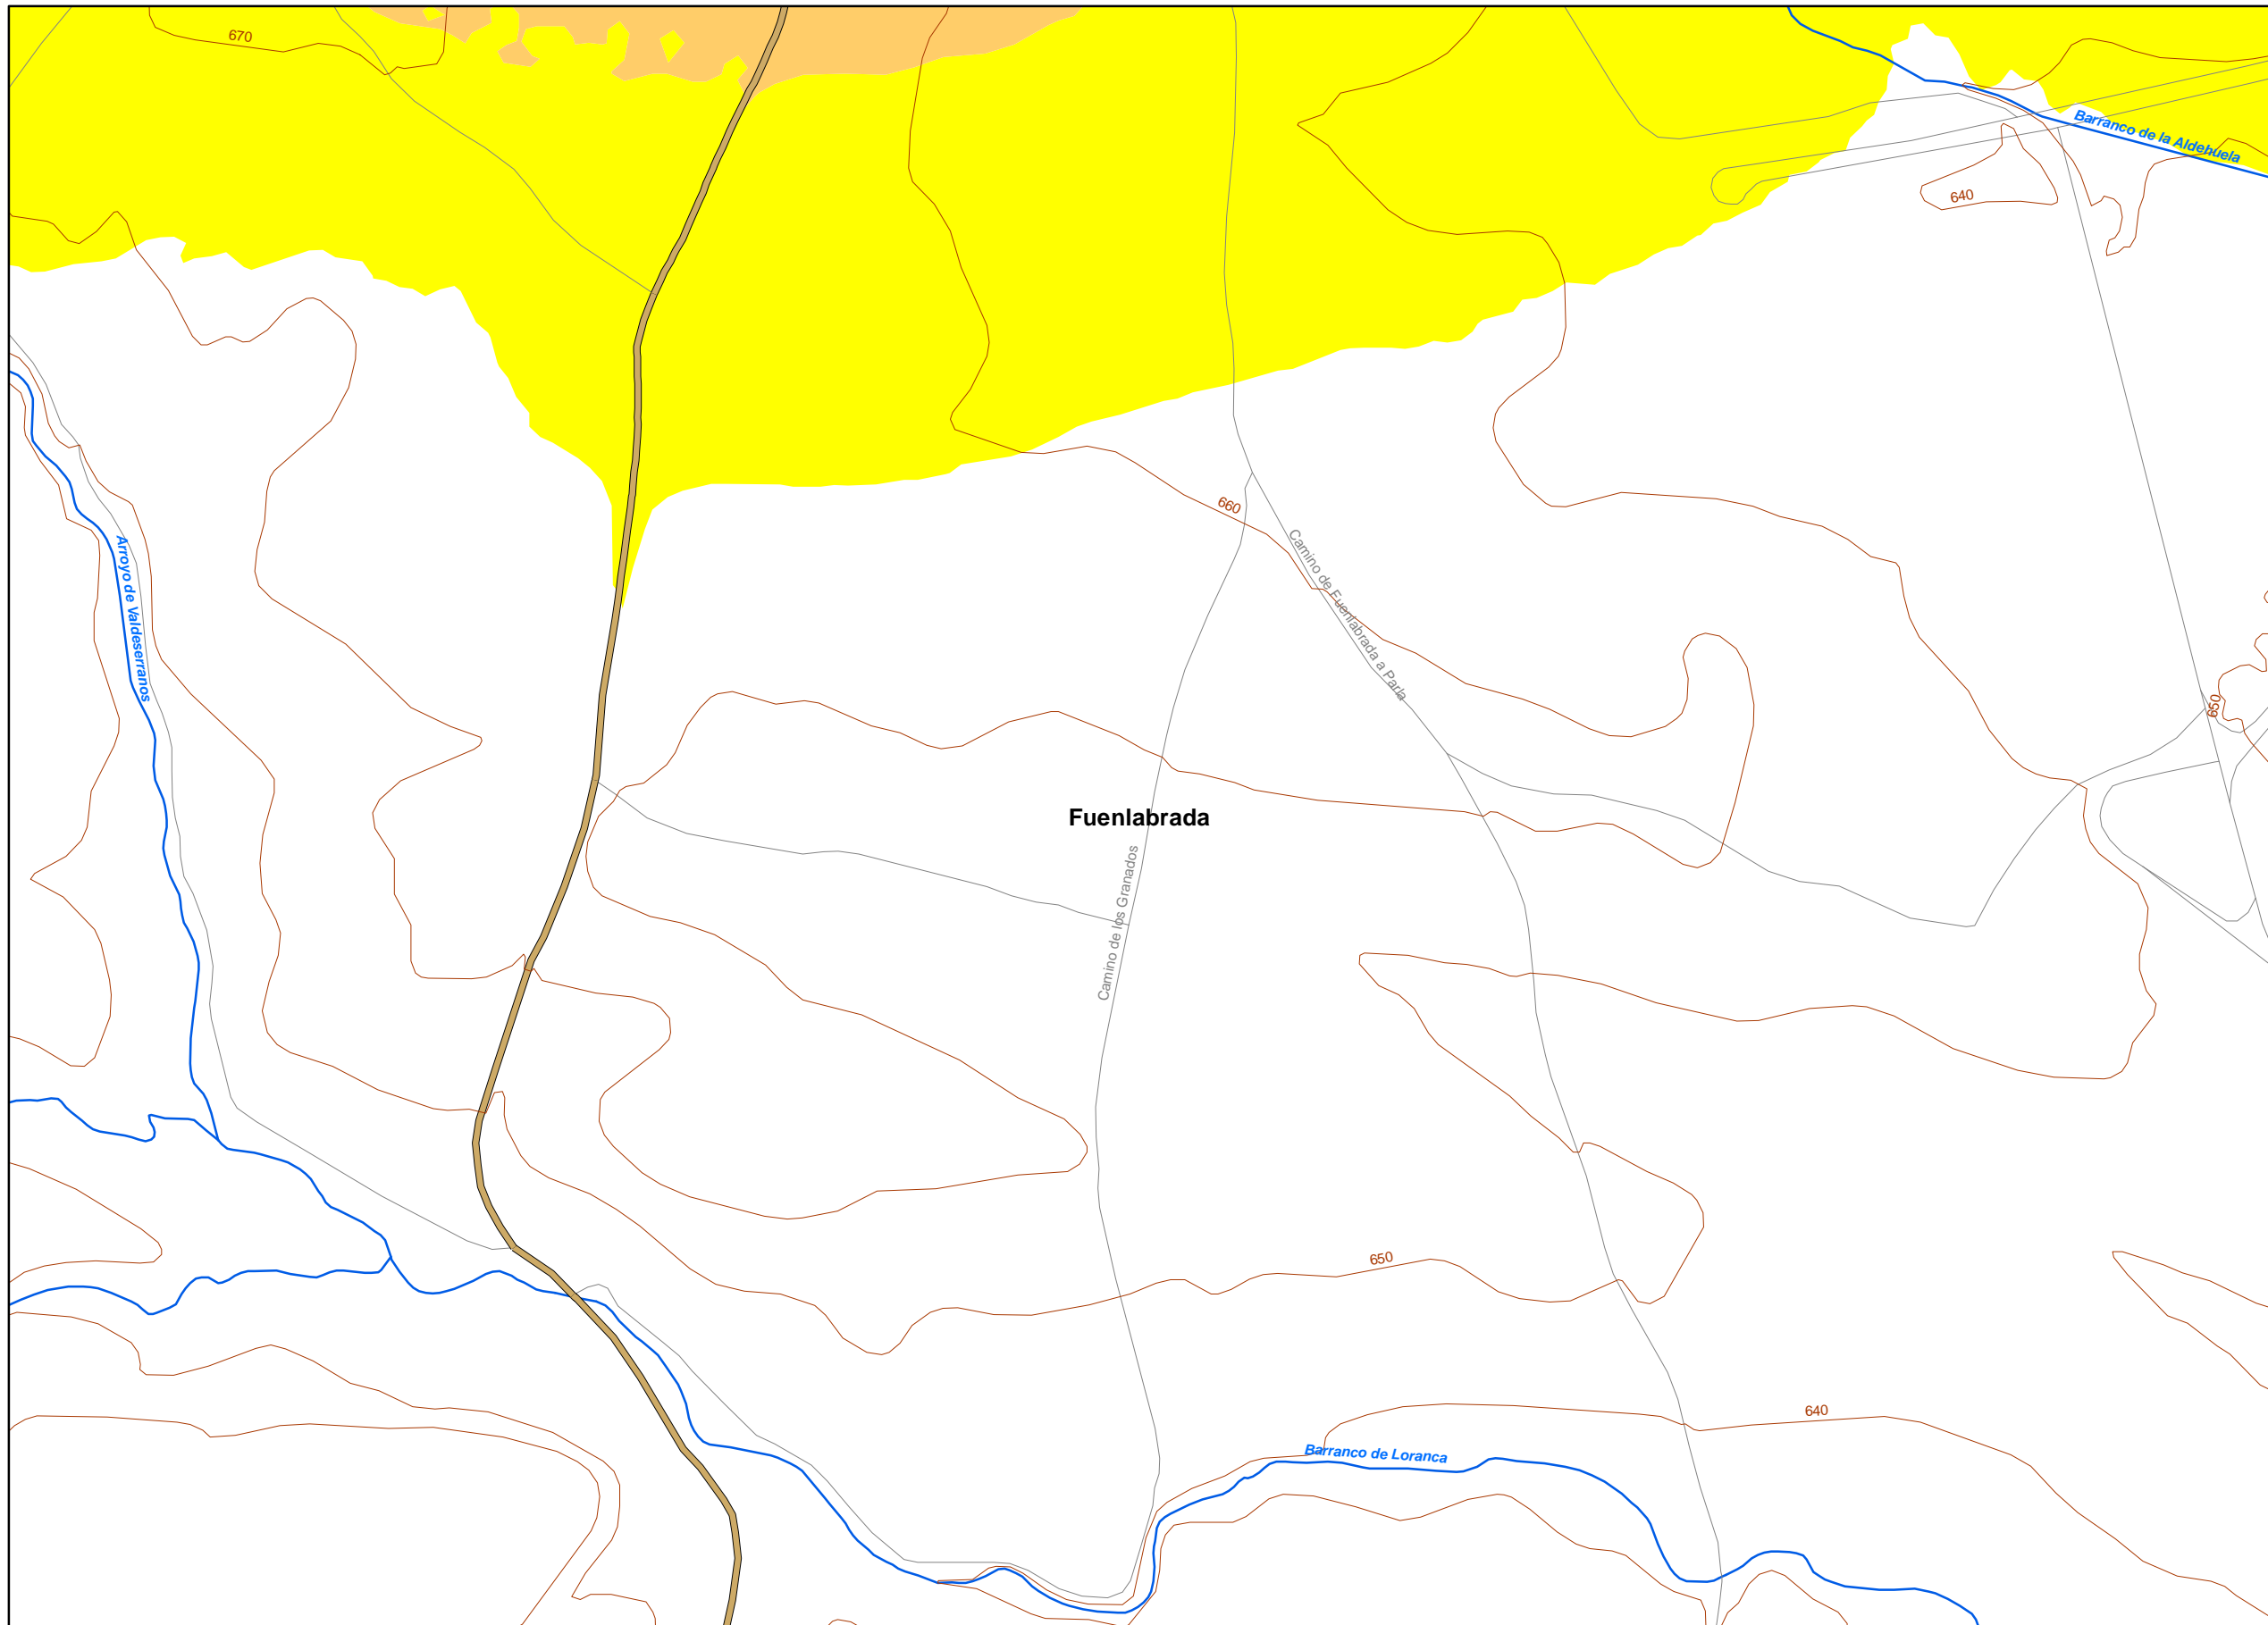 670
Barranco de la Aldehuela
640
660
Camino de Fuenlabrada a Parla
Arroyo de Valdeserranos
650
Fuenlabrada
Camino de los Granados
650
640
Barranco de Loranca